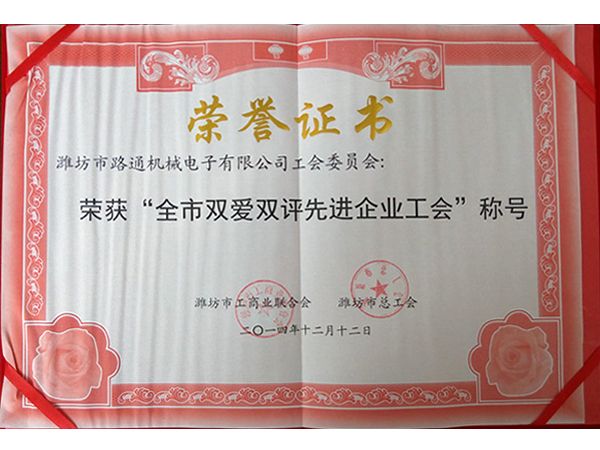 荣誉证书
潍坊市路通机械电子有限公司工会委员会:
荣获“全市双爱双评先进企业工会”称号
潍坊市工商业联合会 潍坊市总工会
二〇一四年十二月十二日